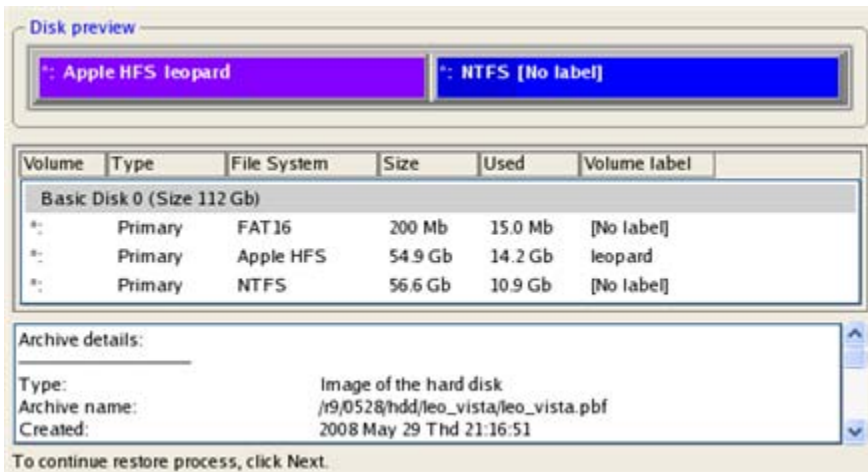 Disk preview
*: Apple HFS leopard *: NTFS [No label]
Volume Type File System Size Used Volume label
Basic Disk 0 (Size 112 Gb)
*: Primary FAT16 200 Mb 15.0 Mb [No label]
*: Primary Apple HFS 54.9 Gb 14.2 Gb leopard
*: Primary NTFS 56.6 Gb 10.9 Gb [No label]
Archive details:
Type: Image of the hard disk
Archive name: /r9/0528/hdd/leo_vista/leo_vista.pbf
Created: 2008 May 29 Thd 21:16:51
To continue restore process, click Next.